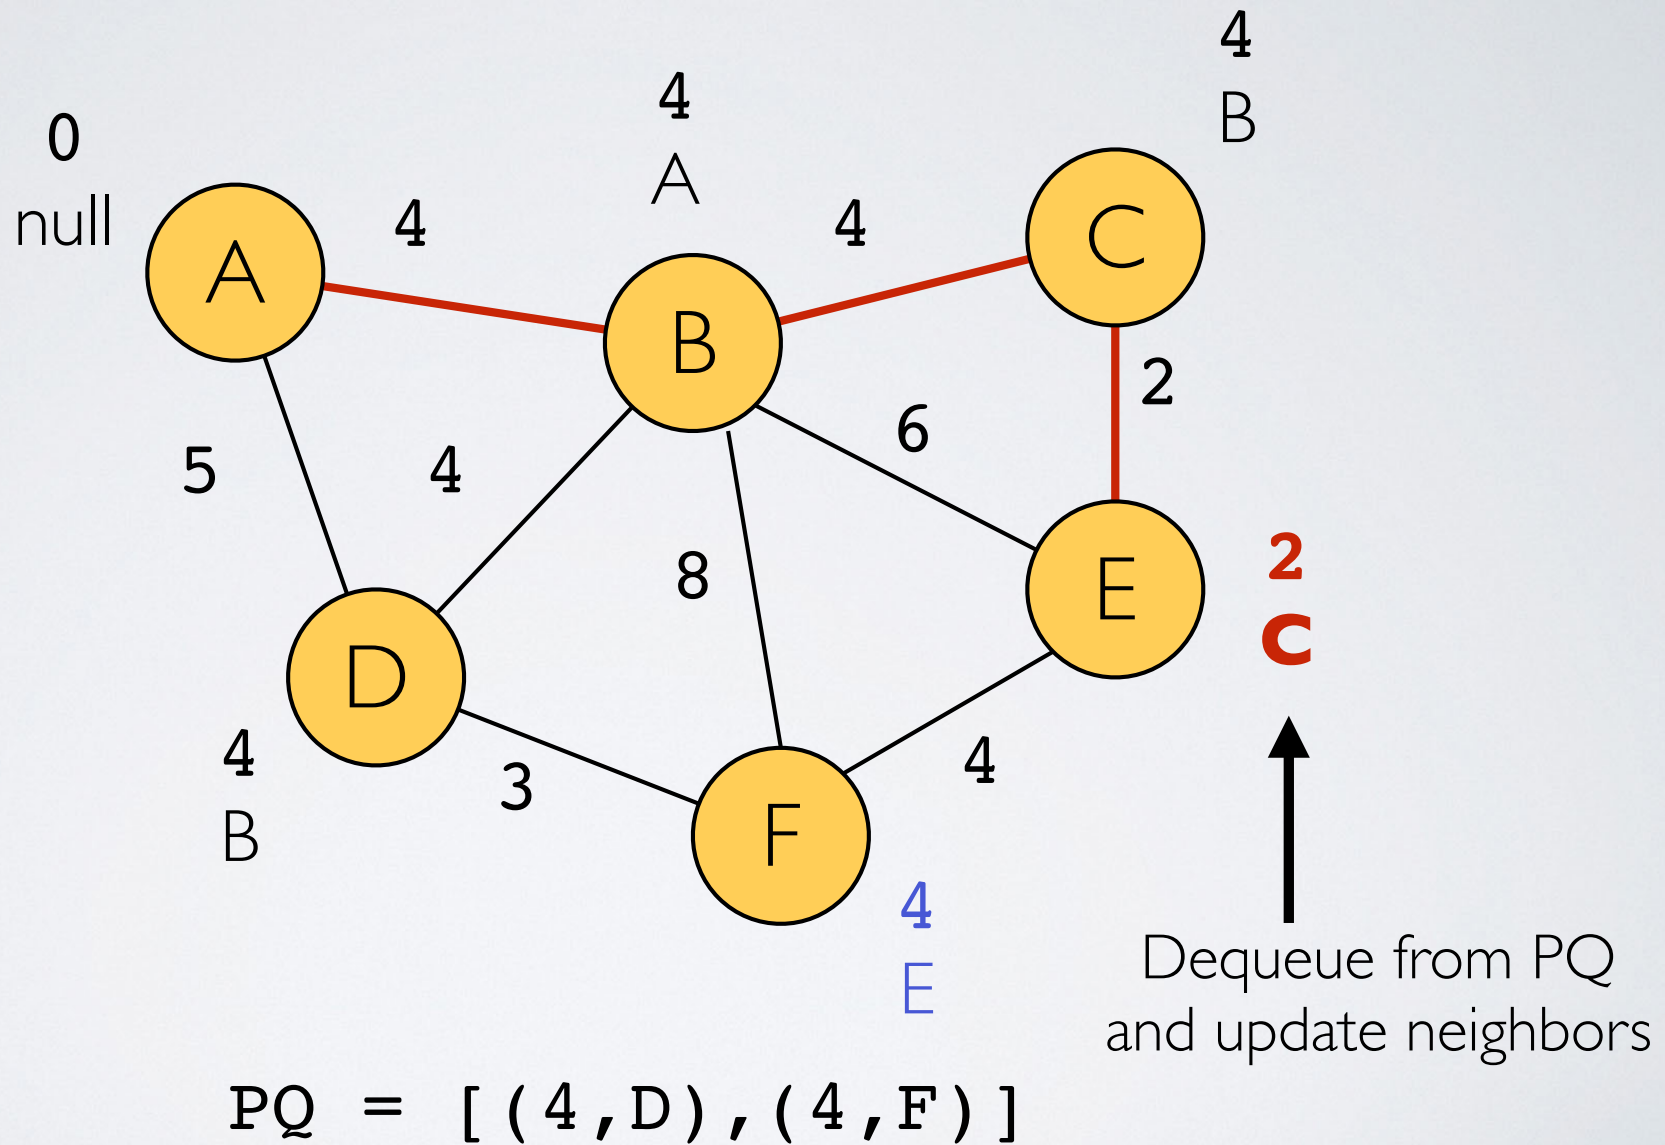 4
B
4
A
0
null
4
4
A
C
B
2
6
5
4
8
E
2
C
D
4
B
3
4
F
4
E
Dequeue from PQ
and update neighbors
PQ = [(4,D),(4,F)]